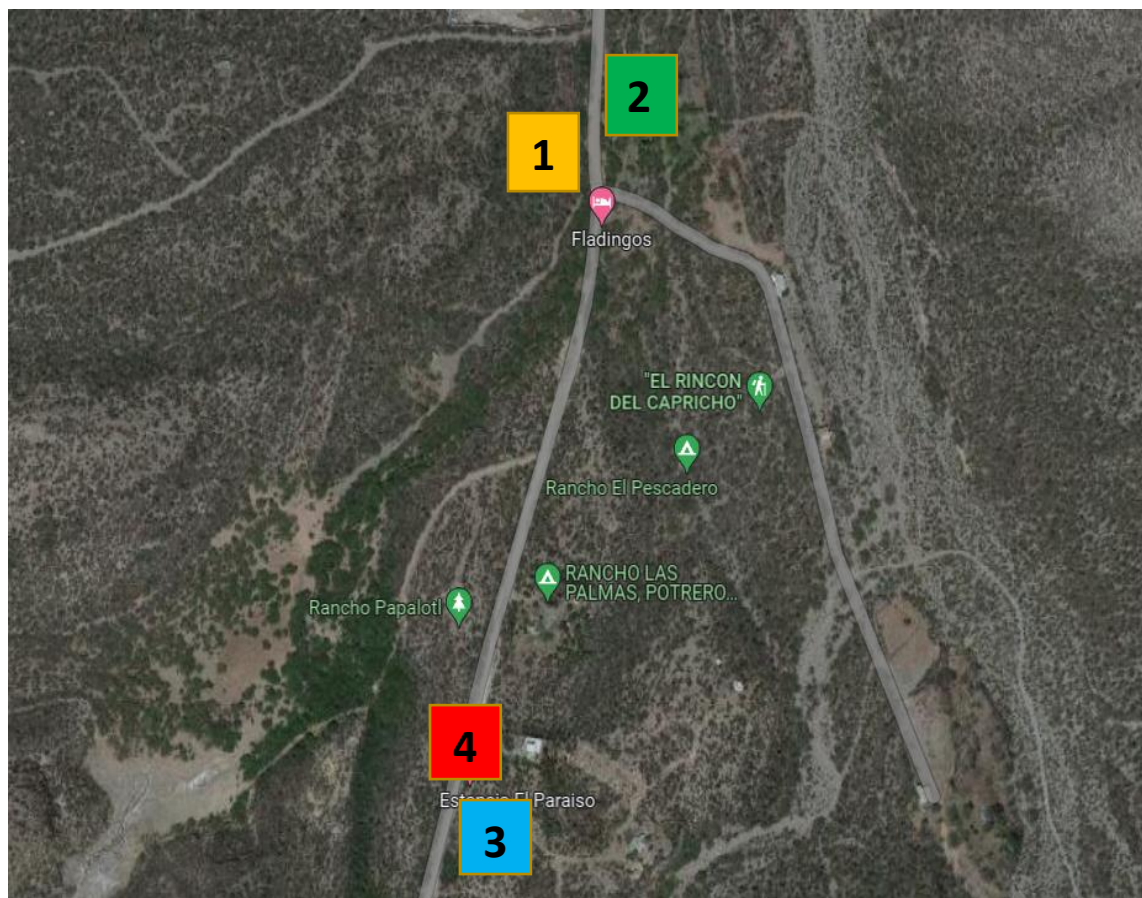 2
1
Fladingos
"EL RINCON
DEL CAPRICHO"
Rancho El Pescadero
RANCHO LAS
PALMAS, POTRERO...
Rancho Papalotl
4
Estancia El Paraiso
3